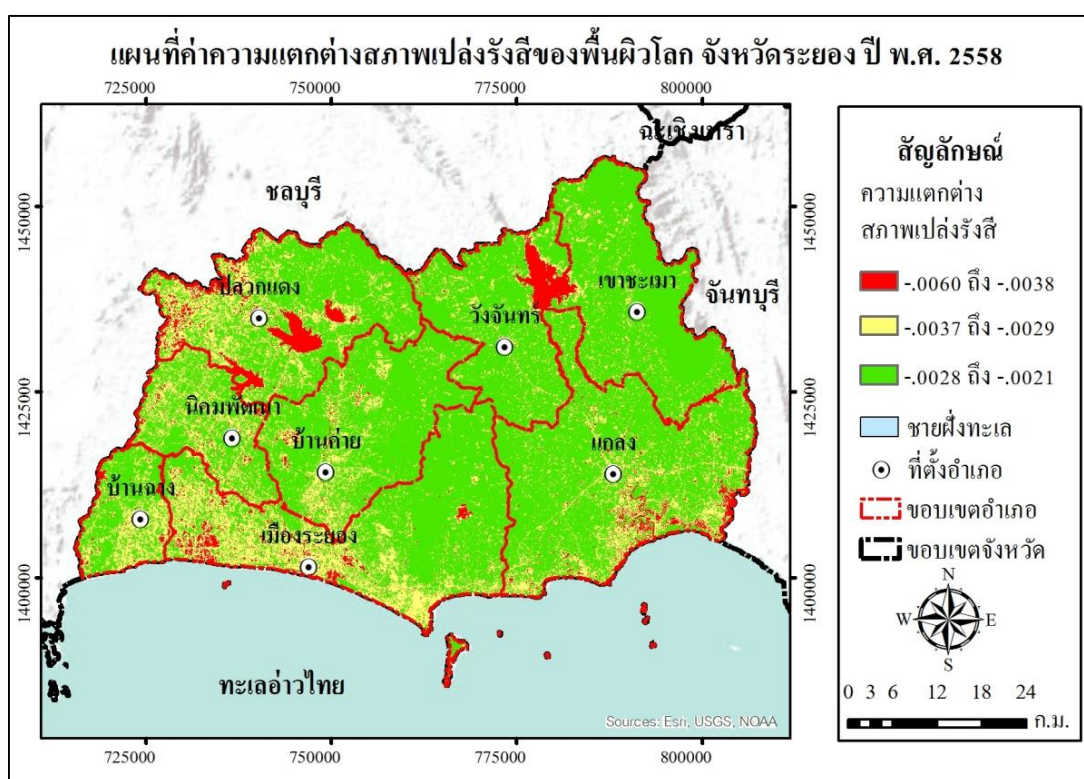 แผนที่ค่าความแตกต่างสภาพเปล่งรังสีของพื้นผิวโลก จังหวัดระยอง ปี พ.ศ. 2558
725000 750000 775000 800000
ฉะเชิงเทรา
ชลบุรี
1450000 1450000
ปลวกแดง
เขาชะเมา
จันทบุรี
วังจันทร์
1425000 1425000
นิคมพัฒนา
บ้านค่าย
แกลง
บ้านฉาง
เมืองระยอง
1400000 1400000
ทะเลอ่าวไทย
Sources: Esri, USGS, NOAA
725000 750000 775000 800000
สัญลักษณ์
ความแตกต่าง
สภาพเปล่งรังสี
-.0060 ถึง -.0038
-.0037 ถึง -.0029
-.0028 ถึง -.0021
ชายฝั่งทะเล
ที่ตั้งอำเภอ
ขอบเขตอำเภอ
ขอบเขตจังหวัด
N
W E
S
0 3 6 12 18 24
ก.ม.